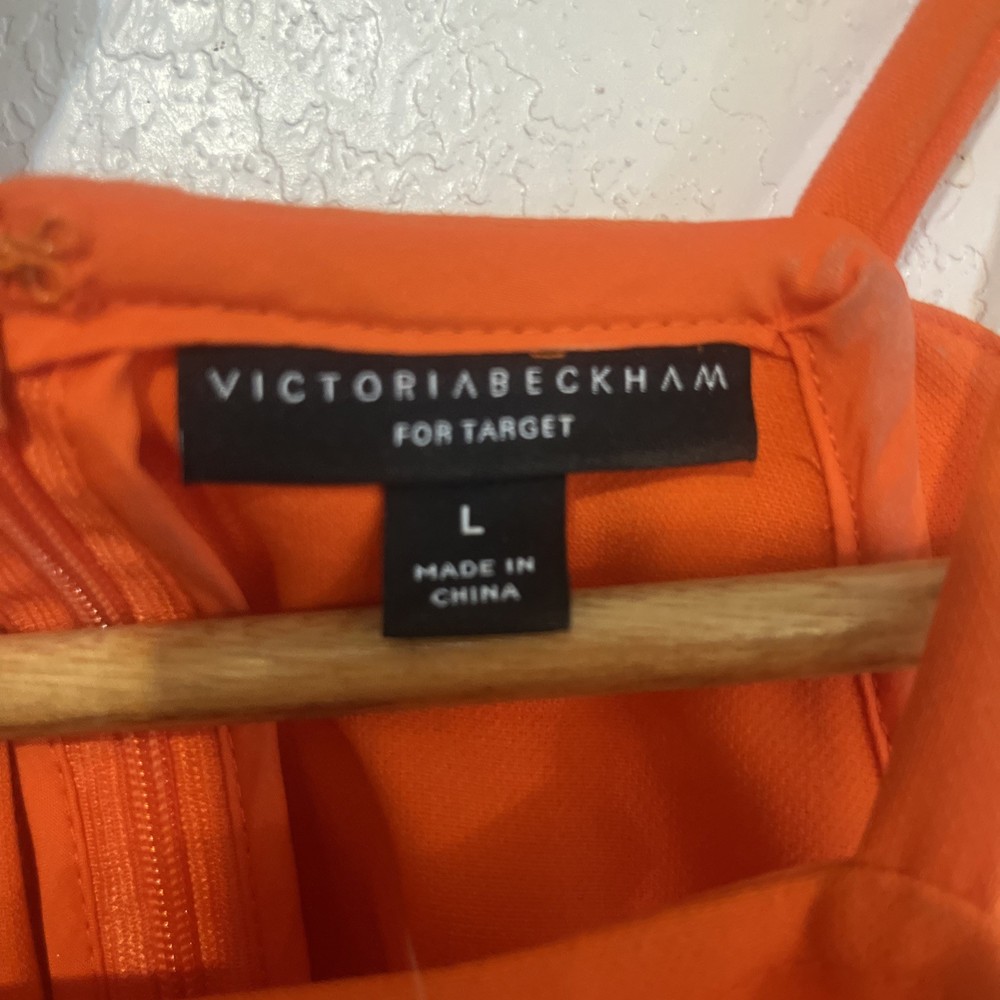 VICTORIABECKHAM
FOR TARGET
L
MADE IN
CHINA